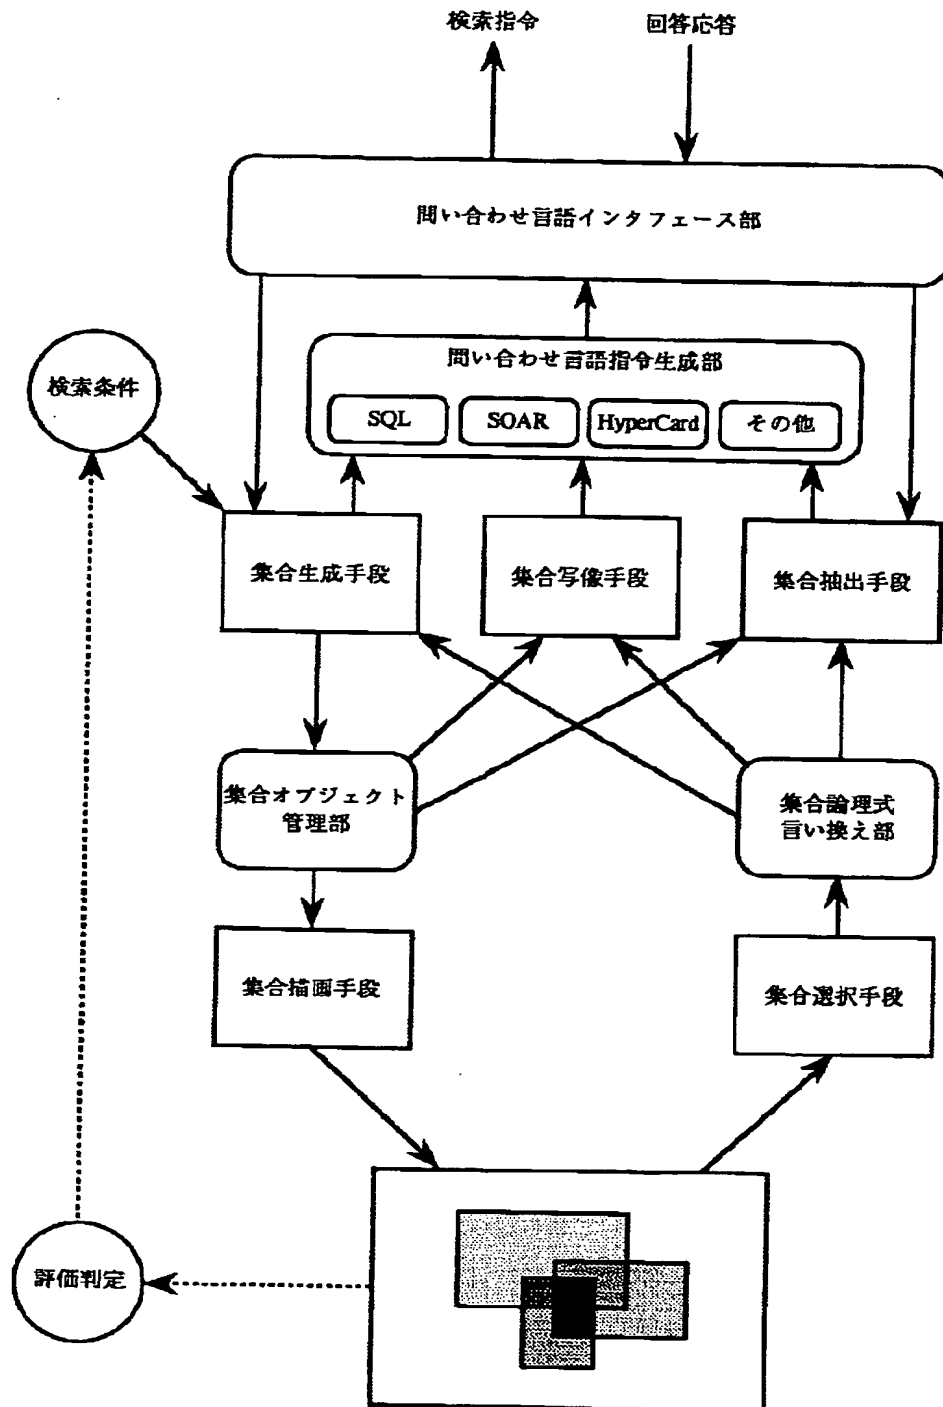 検索指令
回答応答
問い合わせ言語インタフェース部
問い合わせ言語指令生成部
検索条件
SQL
SOAR
HyperCard
その他
集合生成手段
集合写像手段
集合抽出手段
集合オブジェクト
管理部
集合論理式
言い換え部
集合描画手段
集合選択手段
評価判定